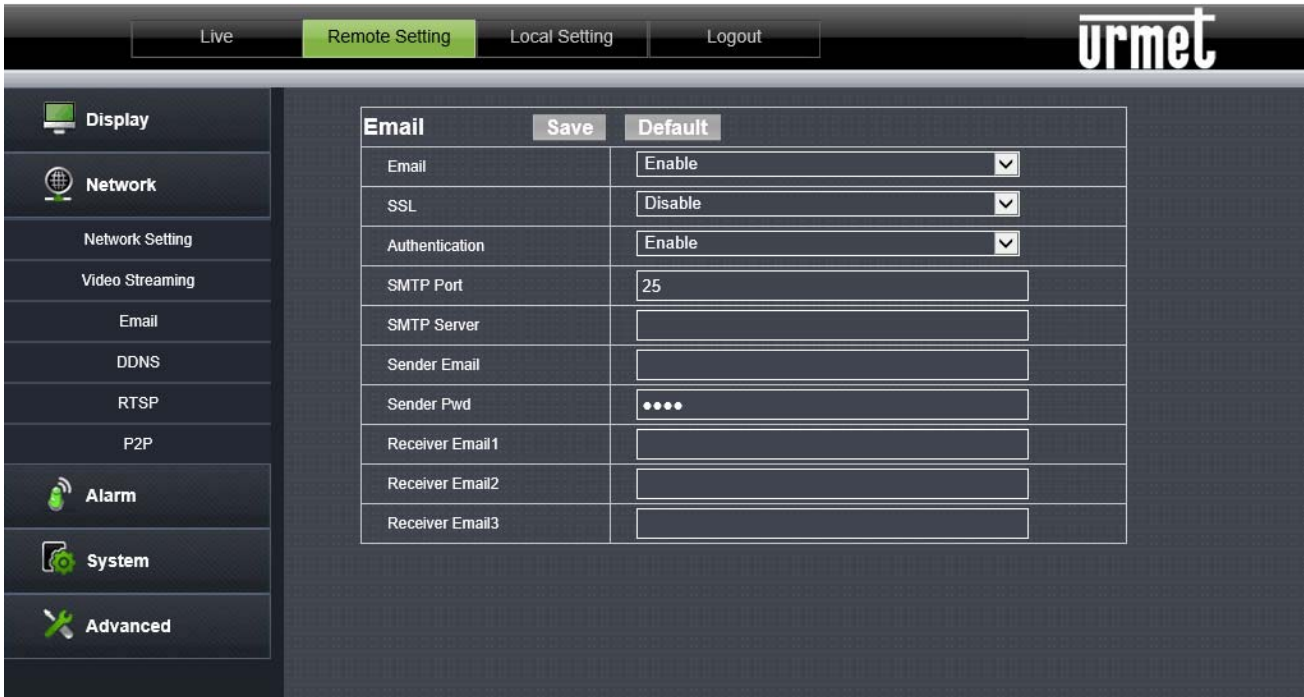 Live Remote Setting Local Setting Logout urmet
Display
Network
Network Setting
Video Streaming
Email
DDNS
RTSP
P2P
Alarm
System
Advanced
Email Save Default
Email Enable
SSL Disable
Authentication Enable
SMTP Port 25
SMTP Server
Sender Email
Sender Pwd ••••
Receiver Email1
Receiver Email2
Receiver Email3